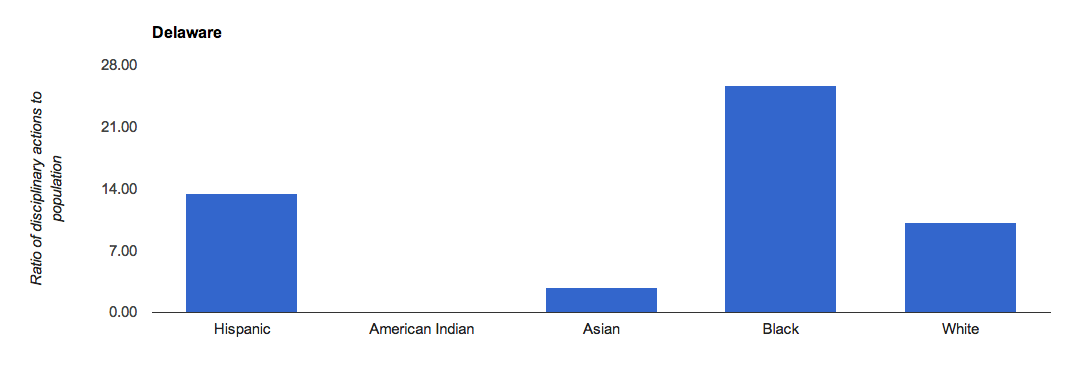 Delaware
28.00
21.00
14.00
7.00
0.00
Ratio of disciplinary actions to
population
Hispanic
American Indian
Asian
Black
White